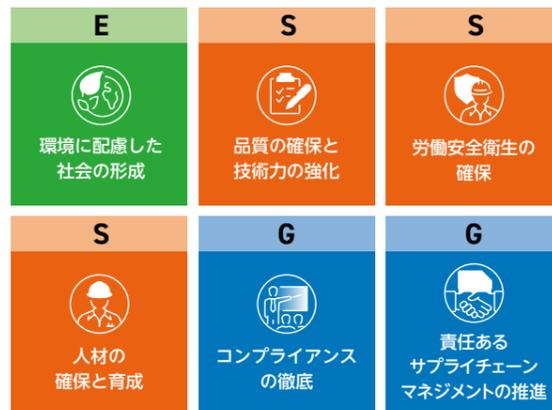 E
環境に配慮した
社会の形成
S
品質の確保と
技術力の強化
S
労働安全衛生の
確保
S
人材の
確保と育成
G
コンプライアンス
の徹底
G
責任ある
サプライチェーン
マネジメントの推進